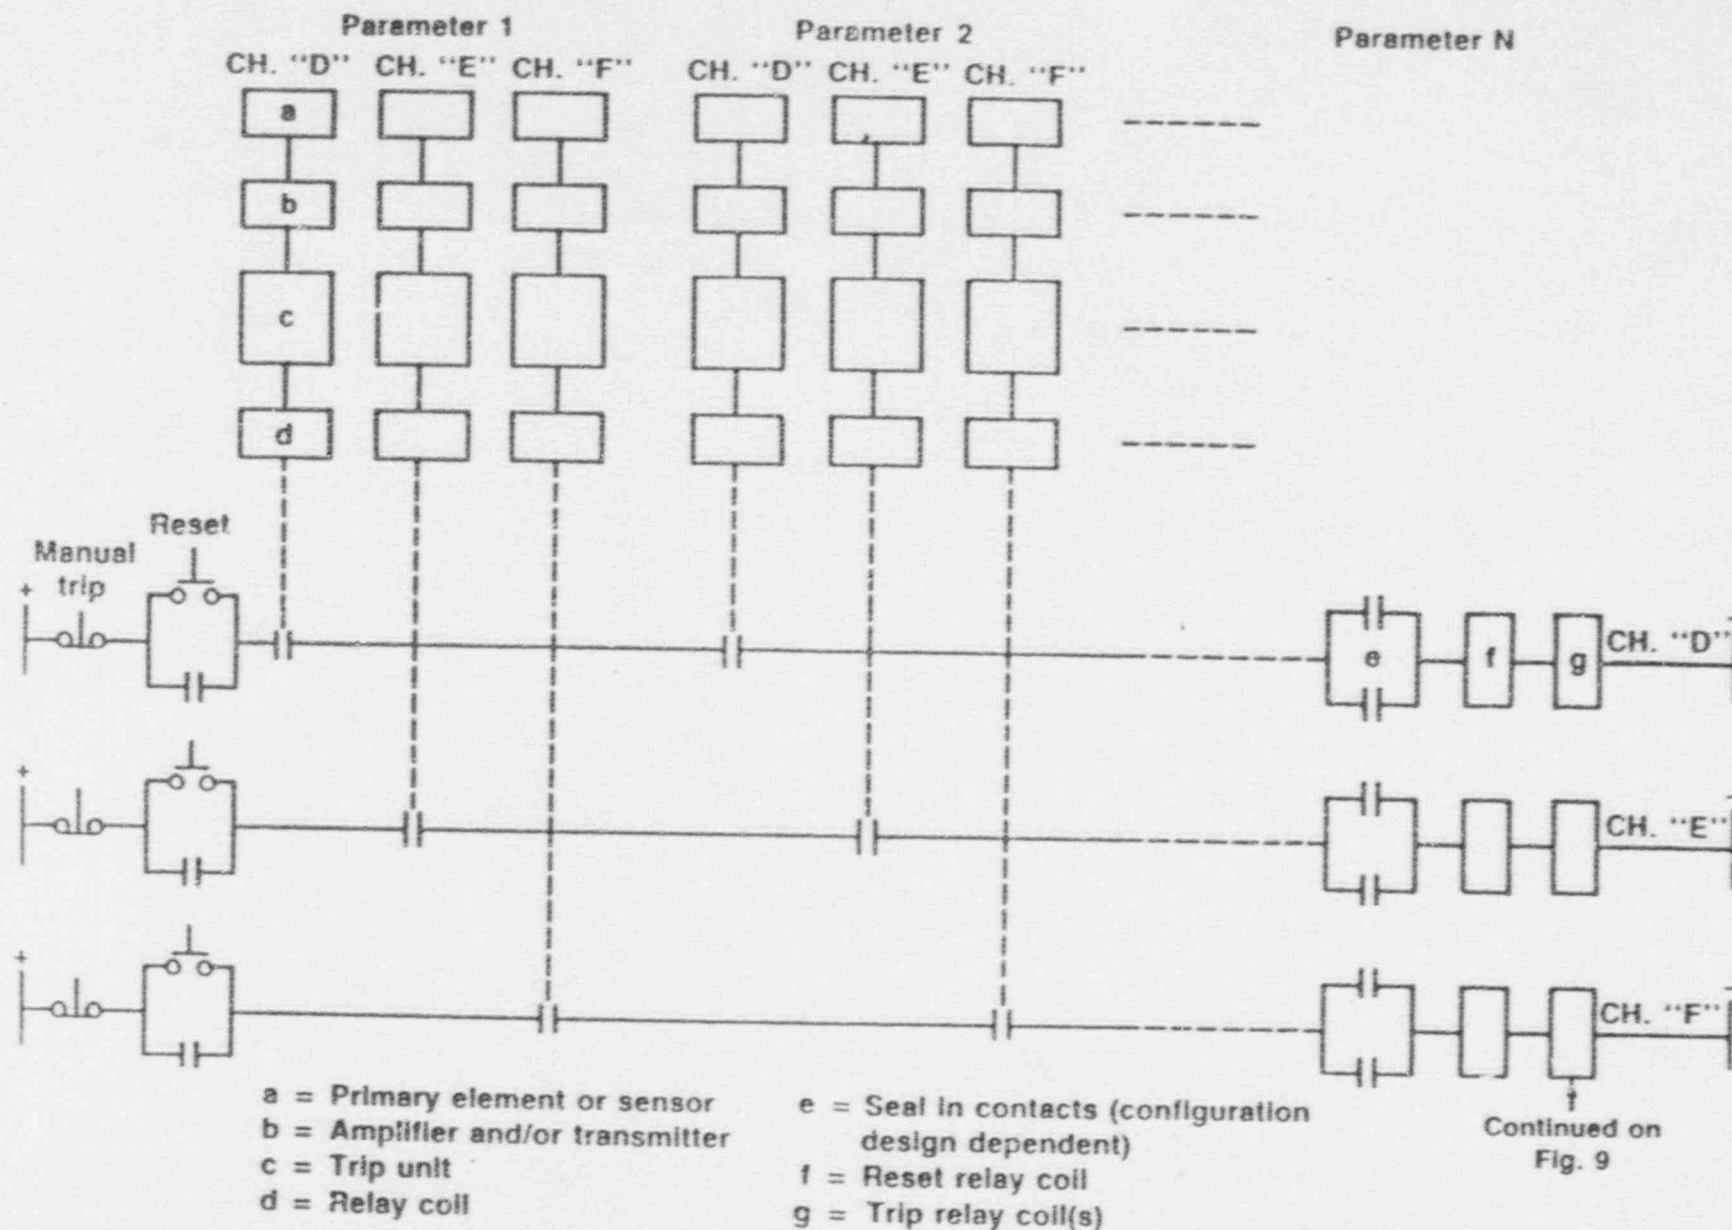 Parameter 1
Parameter 2
Parameter N
CH. "D" CH. "E" CH. "F"
CH. "D" CH. "E" CH. "F"
a
b
c
d
Reset
Manual
trip
+
e
f
g
CH. "D"
+
CH. "E"
+
CH. "F"
a = Primary element or sensor
b = Amplifier and/or transmitter
c = Trip unit
d = Relay coil
e = Seal in contacts (configuration
design dependent)
f = Reset relay coil
g = Trip relay coil(s)
Continued on
Fig. 9